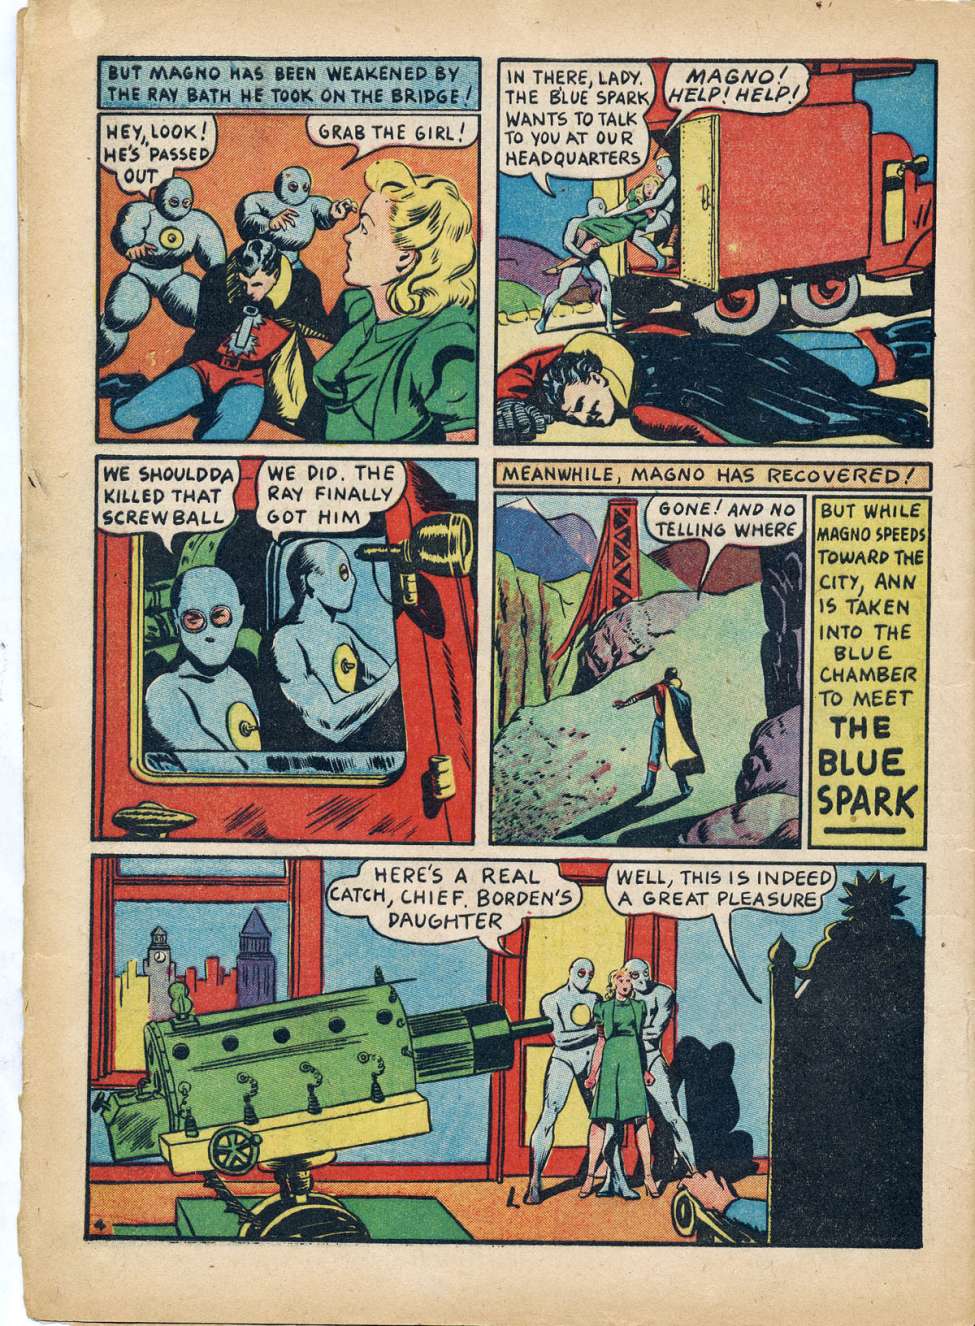 BUT MAGNO HAS BEEN WEAKENED BY
THE RAY BATH HE TOOK ON THE BRIDGE!
HEY, LOOK!
HE'S PASSED
OUT
GRAB THE GIRL!
IN THERE, LADY.
THE BLUE SPARK
WANTS TO TALK
TO YOU AT OUR
HEADQUARTERS
MAGNO!
HELP! HELP!
WE SHOULDDA
KILLED THAT
SCREWBALL
WE DID. THE
RAY FINALLY
GOT HIM
MEANWHILE, MAGNO HAS RECOVERED!
GONE! AND NO
TELLING WHERE
BUT WHILE
MAGNO SPEEDS
TOWARD THE
CITY, ANN
IS TAKEN
INTO THE
BLUE
CHAMBER
TO MEET
THE
BLUE
SPARK
HERE'S A REAL
CATCH, CHIEF. BORDEN'S
DAUGHTER
WELL, THIS IS INDEED
A GREAT PLEASURE
L
4